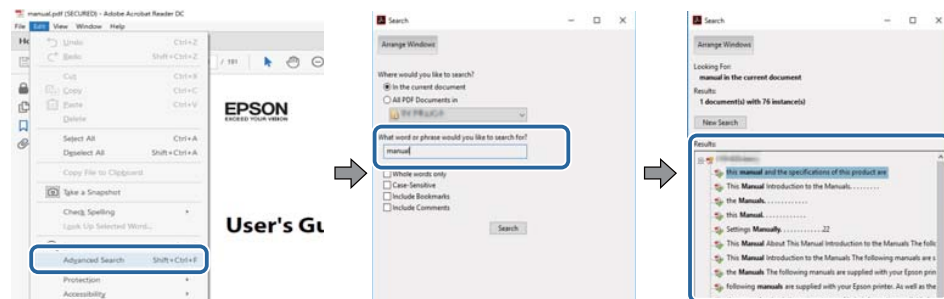 manual.pdf (SECURED) - Adobe Acrobat Reader DC
File Edit View Window Help
Undo Ctrl+Z
Redo Shift+Ctrl+Z
Cut Ctrl+X
Copy Ctrl+C
Paste Ctrl+V
Delete
Select All Ctrl+A
Deselect All Shift+Ctrl+A
Copy File to Clipboard
Take a Snapshot
Check Spelling
Look Up Selected Word...
Advanced Search Shift+Ctrl+F
Protection
Accessibility
/ 191
EPSON
EXCEED YOUR VISION
User's Gu
Search
Arrange Windows
Where would you like to search?
In the current document
All PDF Documents in
What word or phrase would you like to search for?
manual
Whole words only
Case-Sensitive
Include Bookmarks
Include Comments
Search
Search
Arrange Windows
Looking For:
manual in the current document
Results:
1 document(s) with 76 instance(s)
New Search
Results:
this manual and the specifications of this product are
This Manual Introduction to the Manuals.........
the Manuals.............
this Manual.............
Settings Manually............22
This Manual About This Manual Introduction to the Manuals The follo
This Manual Introduction to the Manuals The following manuals are s
the Manuals The following manuals are supplied with your Epson prin
following manuals are supplied with your Epson printer. As well as the